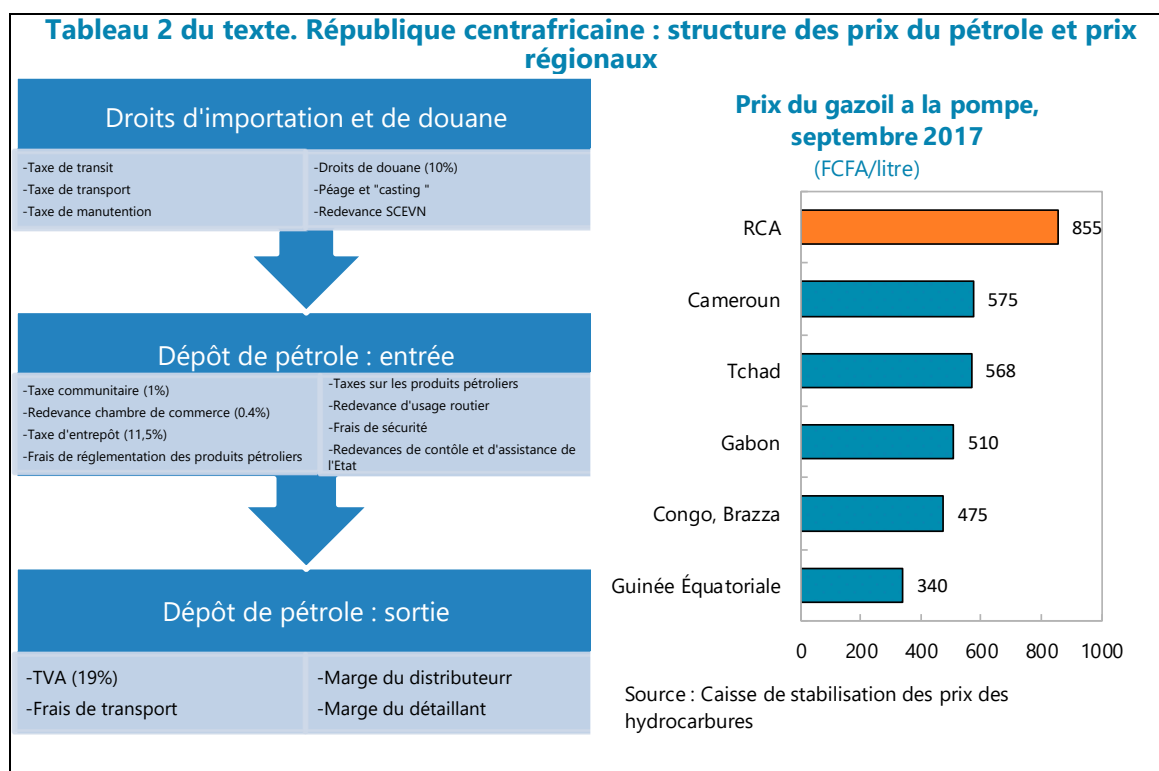 Tableau 2 du texte. République centrafricaine : structure des prix du pétrole et prix
régionaux
Droits d'importation et de douane
-Taxe de transit
-Taxe de transport
-Taxe de manutention
-Droits de douane (10%)
-Péage et "casting "
-Redevance SCEVN
Dépôt de pétrole : entrée
-Taxe communitaire (1%)
-Redevance chambre de commerce (0.4%)
-Taxe d'entrepôt (11,5%)
-Frais de réglementation des produits pétroliers
-Taxes sur les produits pétroliers
-Redevance d'usage routier
-Frais de sécurité
-Redevances de contôle et d'assistance de
l'Etat
Dépôt de pétrole : sortie
-TVA (19%)
-Frais de transport
-Marge du distributeurr
-Marge du détaillant
Prix du gazoil a la pompe,
septembre 2017
(FCFA/litre)
RCA 855
Cameroun 575
Tchad 568
Gabon 510
Congo, Brazza 475
Guinée Équatoriale 340
0 200 400 600 800 1000
Source : Caisse de stabilisation des prix des
hydrocarbures